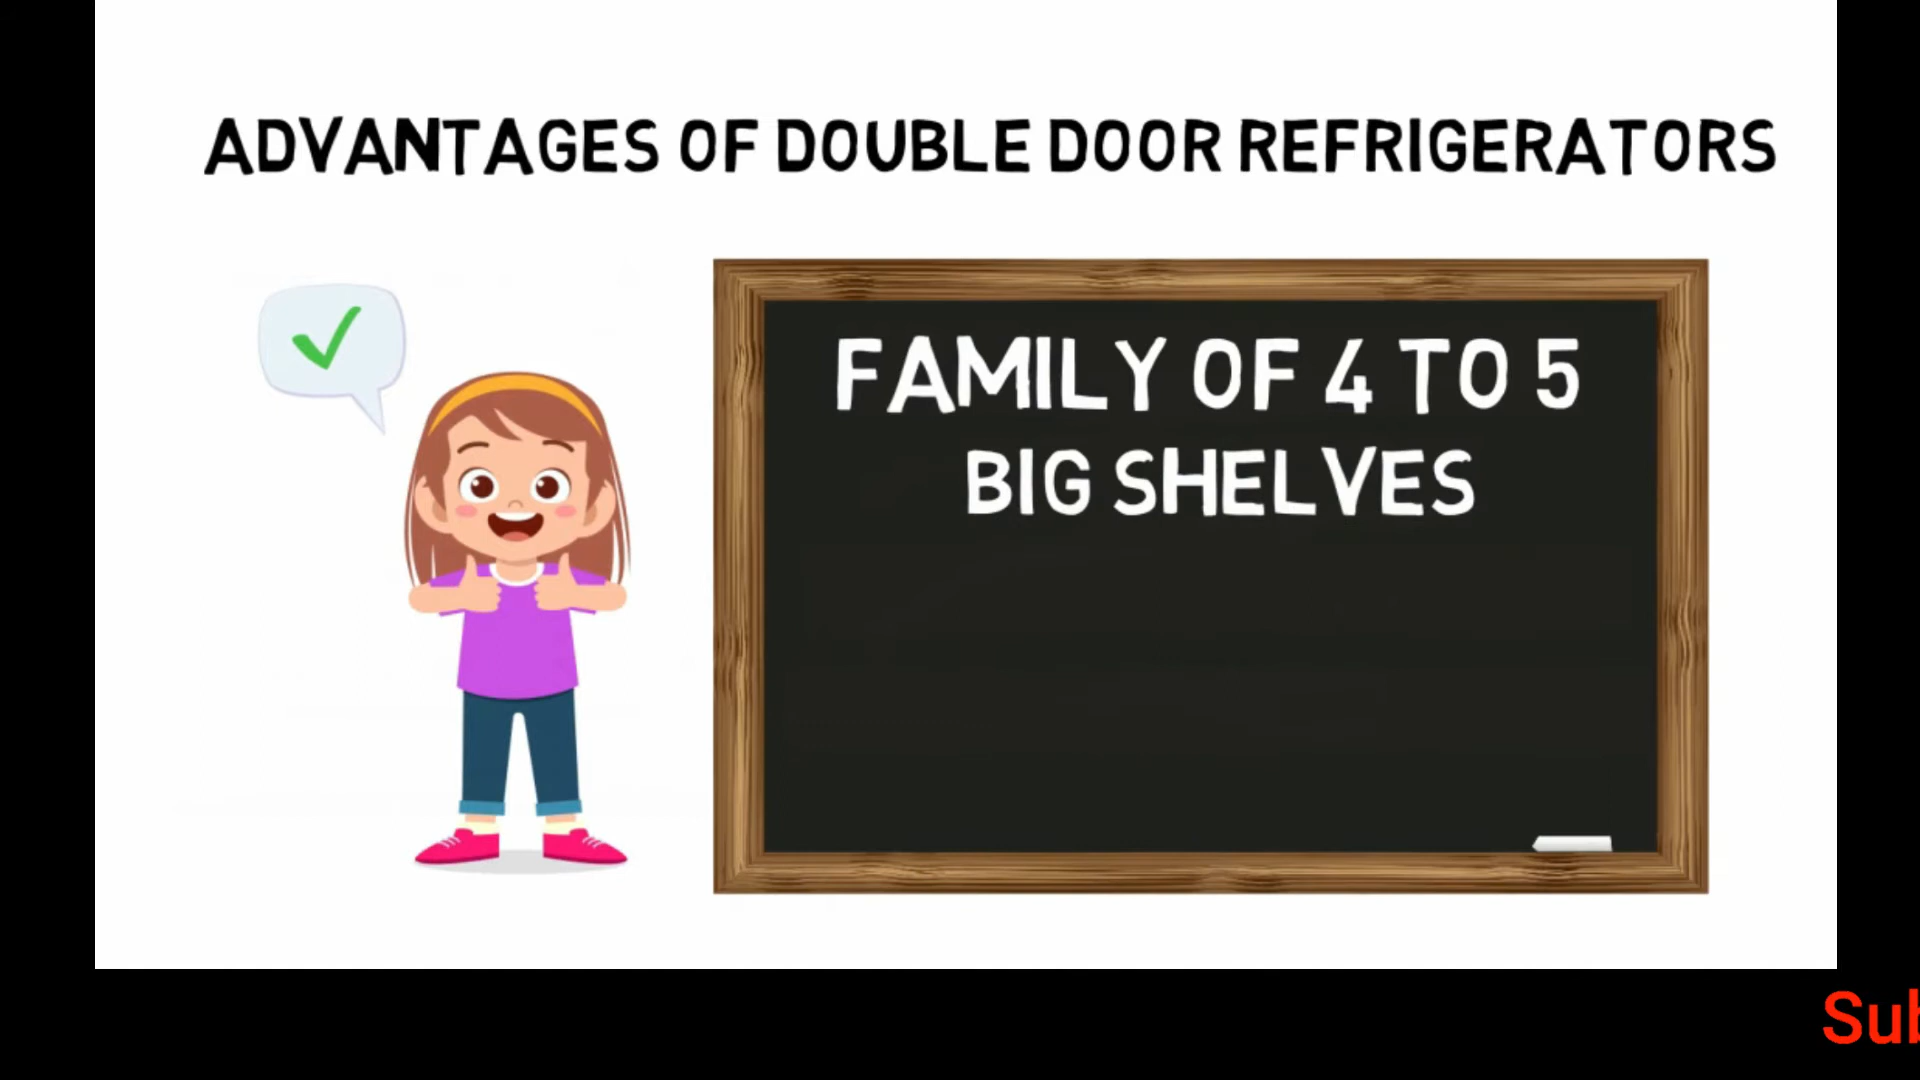 ADVANTAGES OF DOUBLE DOOR REFRIGERATORS
FAMILY OF 4 TO 5
BIG SHELVES